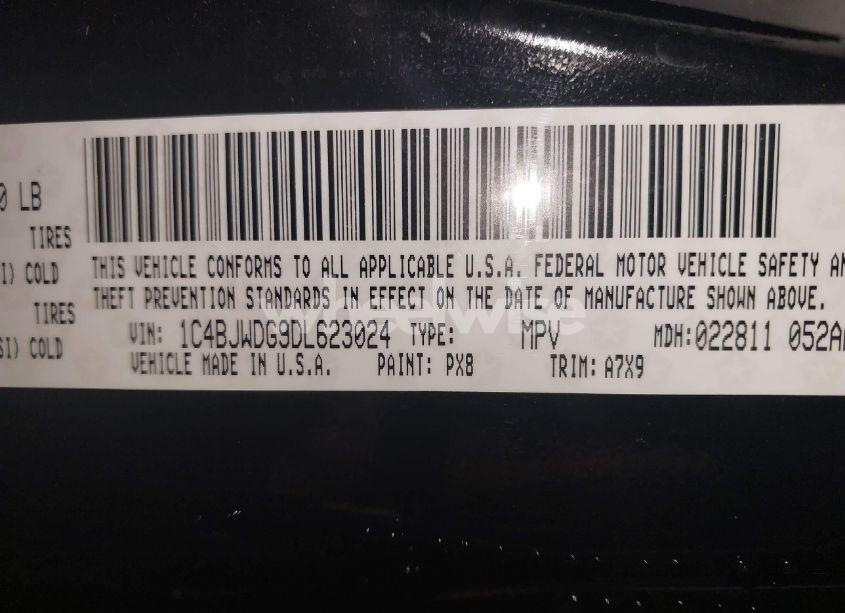 0 LB
TIRES
I) COLD
TIRES
SI) COLD
THIS VEHICLE CONFORMS TO ALL APPLICABLE U.S.A. FEDERAL MOTOR VEHICLE SAFETY AN
THEFT PREVENTION STANDARDS IN EFFECT ON THE DATE OF MANUFACTURE SHOWN ABOVE.
VIN: 1C4BJWDG9DL623024 TYPE: MPV MDH:022811 052A
VEHICLE MADE IN U.S.A. PAINT: PX8 TRIM: A7X9
wheelwise